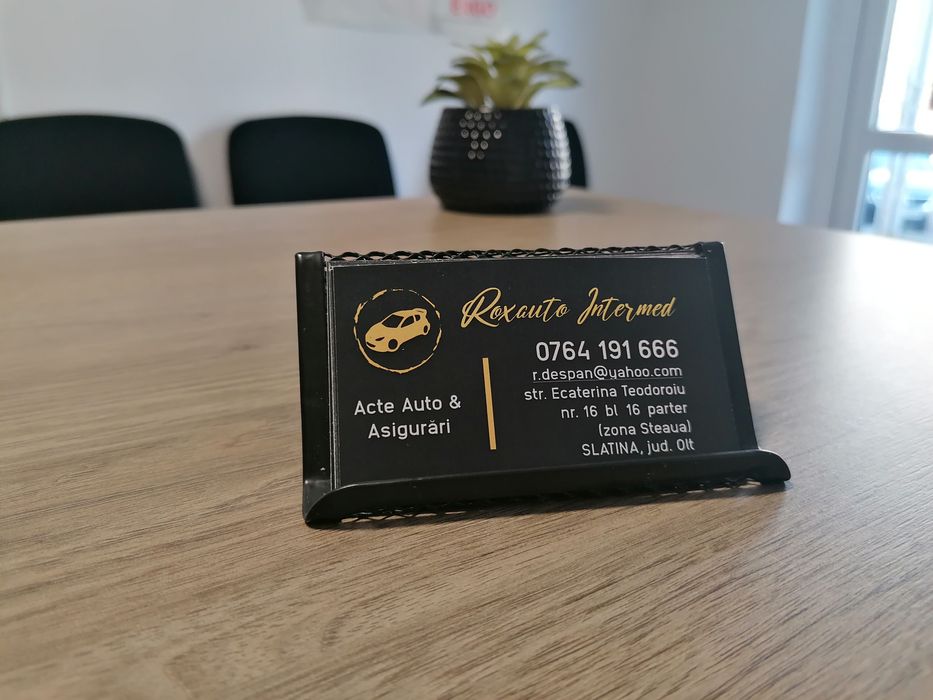 Roxauto Intermed
0764 191 666
r.despan@yahoo.com
str. Ecaterina Teodoroiu
nr. 16 bl 16 parter
(zona Steaua)
SLATINA, jud. Olt
Acte Auto &
Asigurări